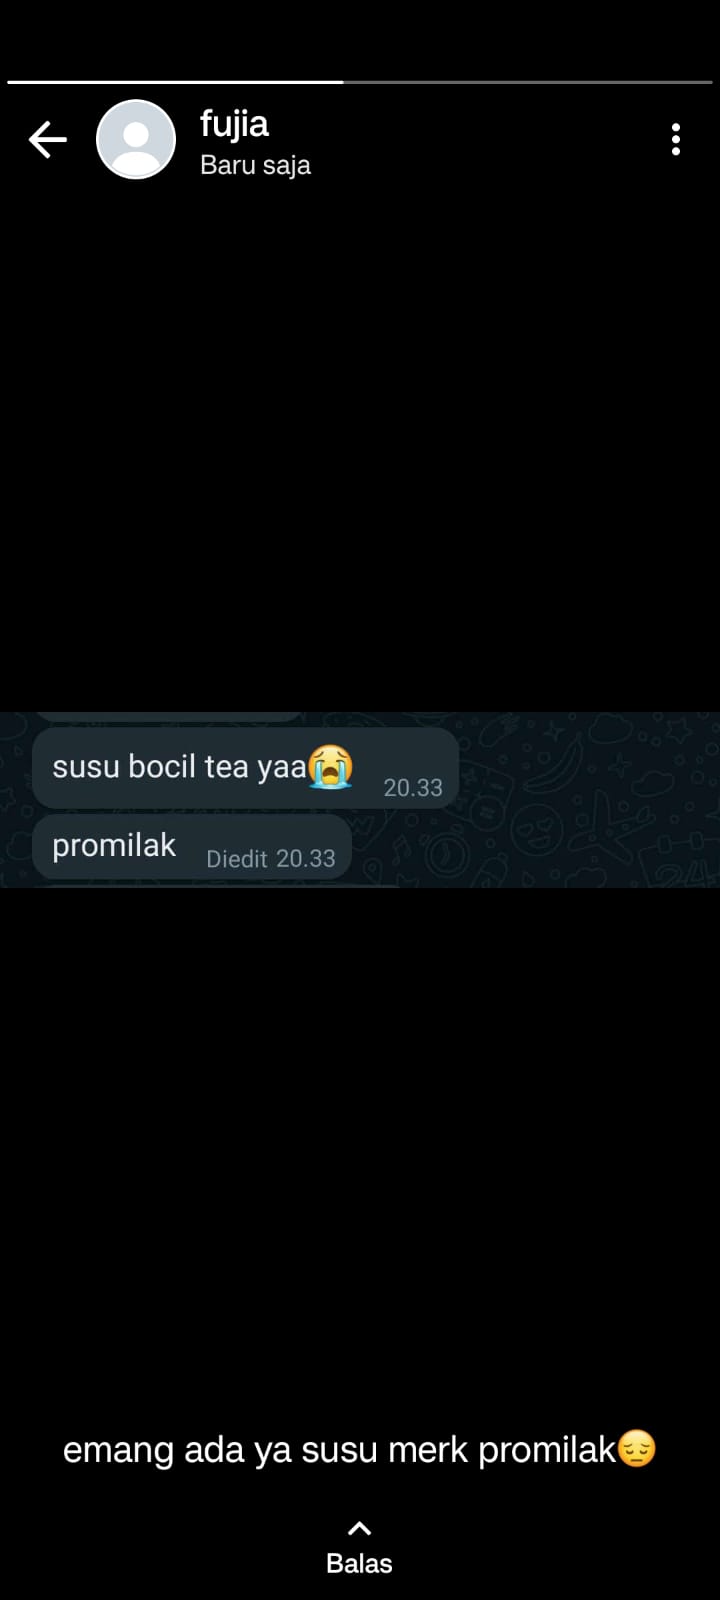 fujia
Baru saja
susu bocil tea yaa😭 20.33
promilak Diedit 20.33
emang ada ya susu merk promilak😔
Balas